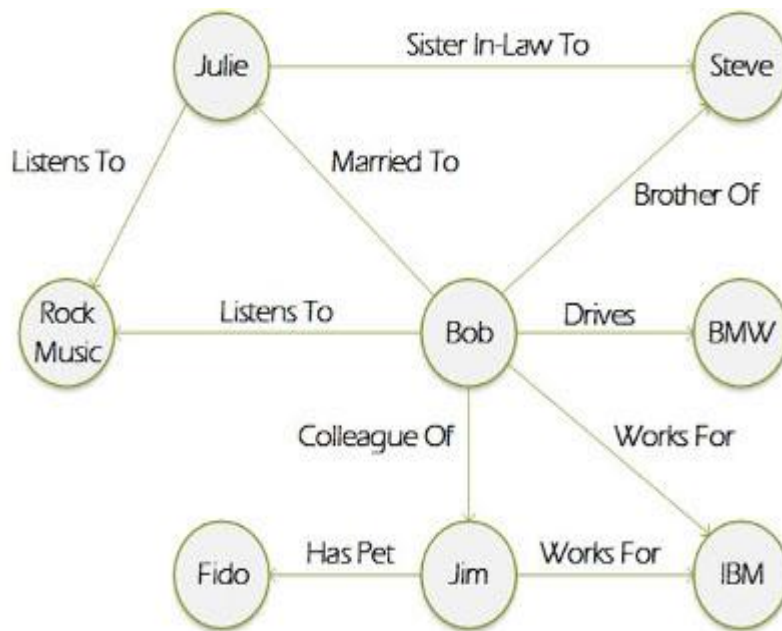 Sister In-Law To
Julie
Steve
Listens To
Married To
Brother Of
Rock
Music
Listens To
Bob
Drives
BMW
Colleague Of
Works For
Has Pet
Works For
Fido
Jim
IBM